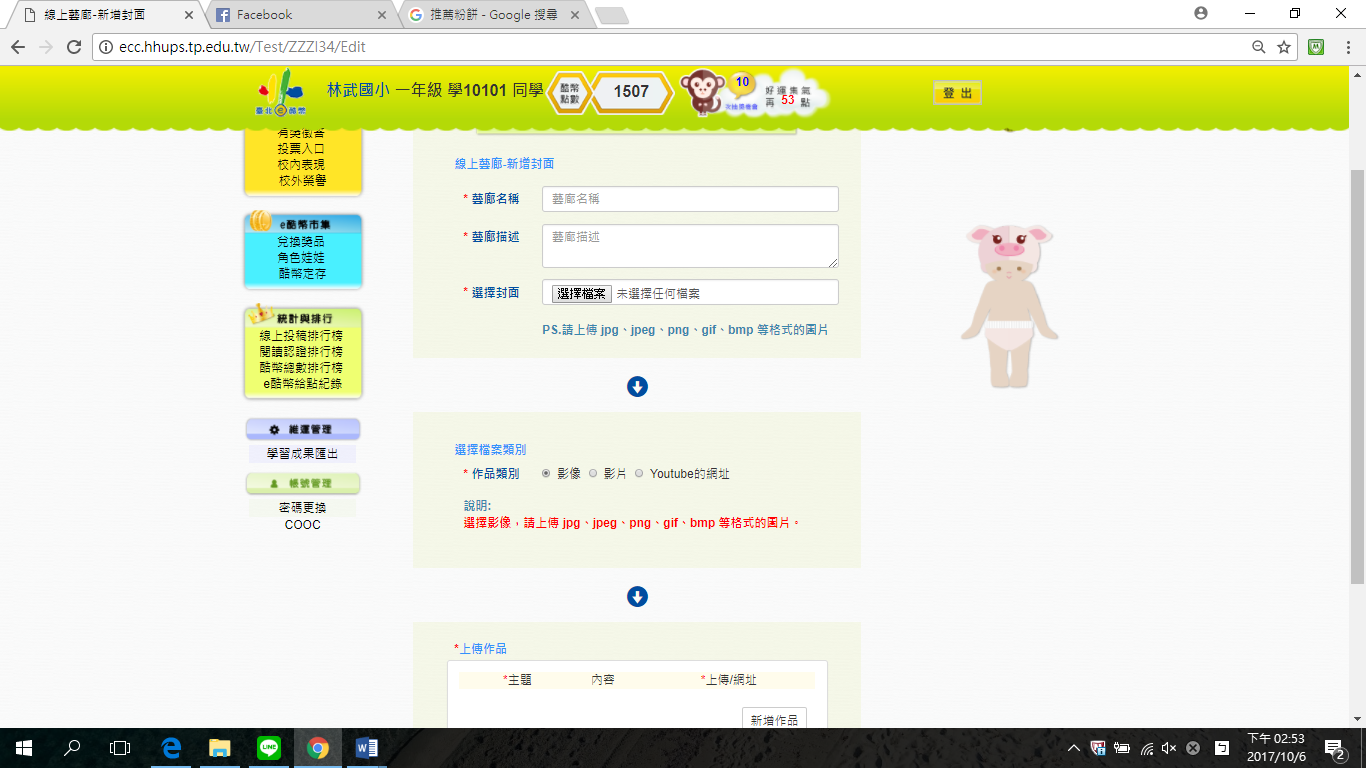 線上藝廊-新增封面
Facebook
推薦粉餅 - Google 搜尋
ecc.hhups.tp.edu.tw/Test/ZZZI34/Edit
臺北e酷幣
林武國小 一年級 學10101 同學
酷幣點數
1507
10
好運集氣
再 53 點
登 出
有獎徵答
投票入口
校內表現
校外榮譽
e酷幣市集
兌換獎品
角色娃娃
酷幣定存
統計與排行
線上投稿排行榜
閱讀認證排行榜
酷幣總數排行榜
e酷幣給點紀錄
維運管理
學習成果匯出
帳號管理
密碼更換
COOC
線上藝廊-新增封面
* 藝廊名稱
藝廊名稱
* 藝廊描述
藝廊描述
* 選擇封面
選擇檔案 未選擇任何檔案
PS.請上傳 jpg、jpeg、png、gif、bmp 等格式的圖片
選擇檔案類別
* 作品類別
影像 影片 Youtube的網址
說明:
選擇影像，請上傳 jpg、jpeg、png、gif、bmp 等格式的圖片。
*上傳作品
*主題 內容 *上傳/網址
新增作品
LINE
下午 02:53
2017/10/6
2